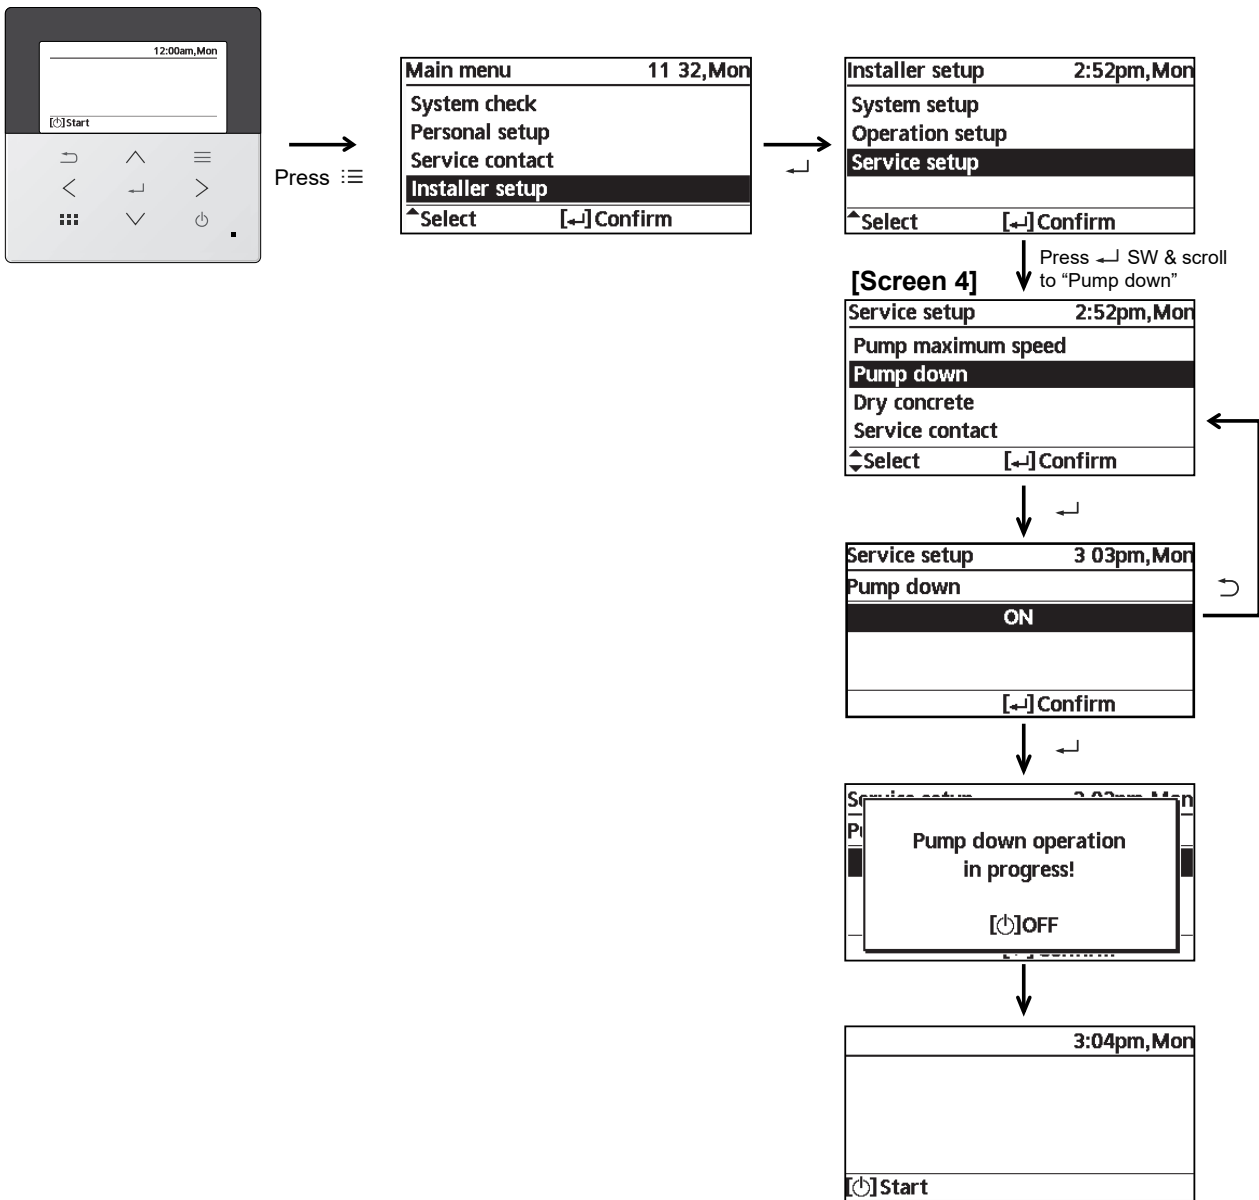 12:00am,Mon
[⏻]Start
Press
Main menu 11 32,Mon
System check
Personal setup
Service contact
Installer setup
Select [↵]Confirm
Installer setup 2:52pm,Mon
System setup
Operation setup
Service setup
Select [↵]Confirm
Press ↵ SW & scroll
to “Pump down”
[Screen 4]
Service setup 2:52pm,Mon
Pump maximum speed
Pump down
Dry concrete
Service contact
Select [↵]Confirm
Service setup 3 03pm,Mon
Pump down
ON
[↵]Confirm
Pump down operation
in progress!
[⏻]OFF
3:04pm,Mon
[⏻]Start